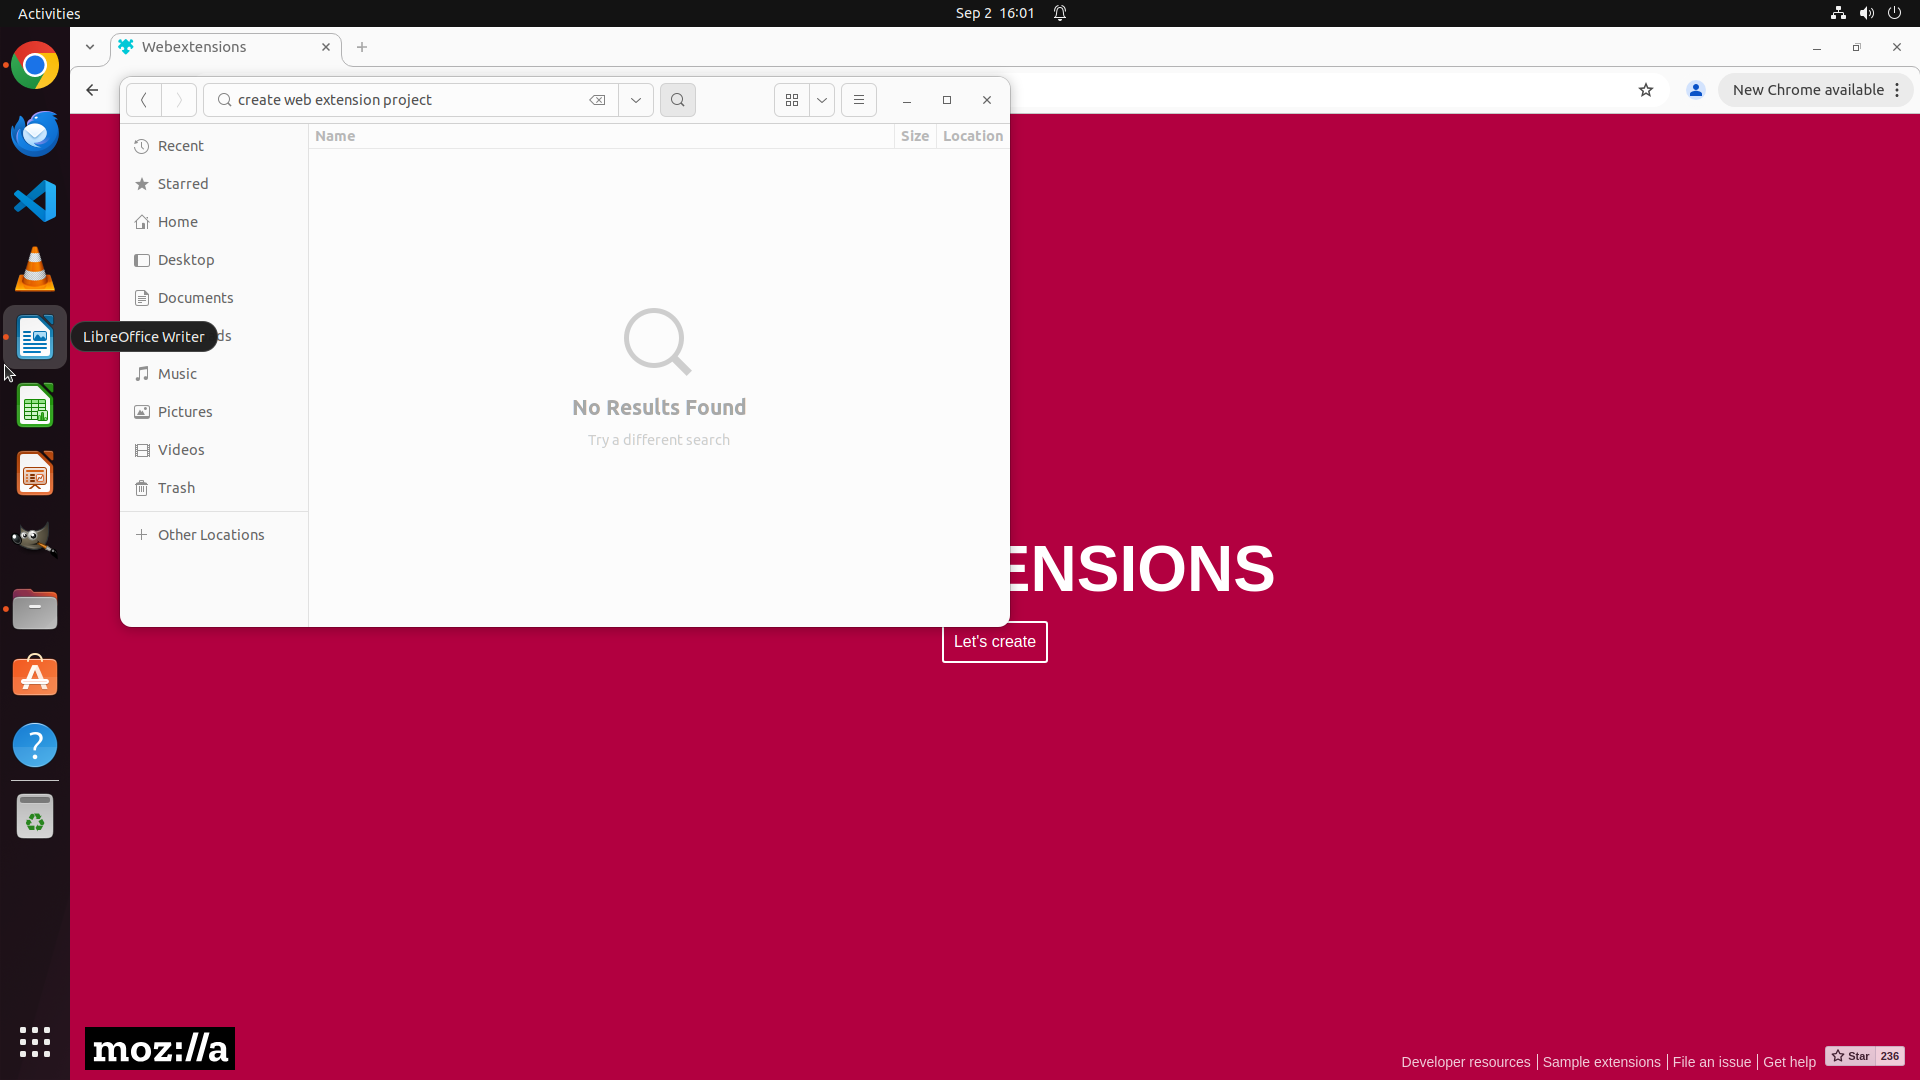 Activities
Sep 2 16:01
Webextensions
New Chrome available
create web extension project
Name
Size
Location
Recent
Starred
Home
Desktop
Documents
ds
LibreOffice Writer
Music
Pictures
Videos
Trash
Other Locations
No Results Found
Try a different search
ENSIONS
Let's create
moz://a
Developer resources
Sample extensions
File an issue
Get help
Star
236